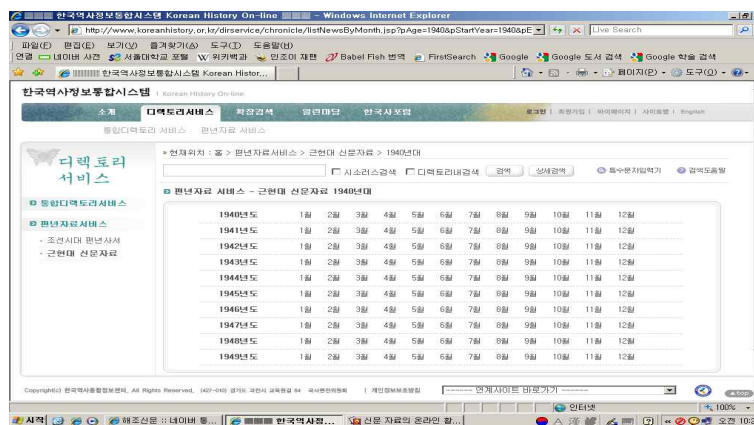 한국역사정보통합시스템 Korean History On-line - Windows Internet Explorer
http://www.koreanhistory.or.kr/dirservice/chronicle/listNewsByMonth.jsp?pAge=1940&pStartYear=1940&pE
Live Search
파일(F) 편집(E) 보기(V) 즐겨찾기(A) 도구(T) 도움말(H)
연결 네이버 사전 서울대학교 포털 위키백과 민조이 재팬 Babel Fish 번역 FirstSearch Google Google 도서 검색 Google 학술 검색
한국역사정보통합시스템 Korean Histor...
페이지(P) 도구(O)
한국역사정보통합시스템 Korean History On-line
소개 디렉토리서비스 확장검색 열린마당 한국사포럼 로그인 | 회원가입 | 마이페이지 | 사이트맵 | English
통합디렉토리 서비스 편년자료 서비스
디렉토리
서비스
통합디렉토리서비스
편년자료서비스
- 조선시대 편년사서
- 근현대 신문자료
현재위치 : 홈 > 편년자료서비스 > 근현대 신문자료 > 1940년대
시소러스검색 디렉토리내검색 검색 상세검색 특수문자입력기 검색도움말
편년자료 서비스 - 근현대 신문자료 1940년대
1940년도 1월 2월 3월 4월 5월 6월 7월 8월 9월 10월 11월 12월
1941년도 1월 2월 3월 4월 5월 6월 7월 8월 9월 10월 11월 12월
1942년도 1월 2월 3월 4월 5월 6월 7월 8월 9월 10월 11월 12월
1943년도 1월 2월 3월 4월 5월 6월 7월 8월 9월 10월 11월 12월
1944년도 1월 2월 3월 4월 5월 6월 7월 8월 9월 10월 11월 12월
1945년도 1월 2월 3월 4월 5월 6월 7월 8월 9월 10월 11월 12월
1946년도 1월 2월 3월 4월 5월 6월 7월 8월 9월 10월 11월 12월
1947년도 1월 2월 3월 4월 5월 6월 7월 8월 9월 10월 11월 12월
1948년도 1월 2월 3월 4월 5월 6월 7월 8월 9월 10월 11월 12월
1949년도 1월 2월 3월 4월 5월 6월 7월 8월 9월 10월 11월 12월
Copyright(c) 한국역사종합정보센터, All Rights Reserved. (427-010) 경기도 과천시 교육원길 84 국사편찬위원회 | 개인정보보호방침 ------ 연계사이트 바로가기 ------ top
인터넷 100%
시작 해조신문 :: 네이버 통... 한국역사정... 신문 자료의 온라인 활... 오전 10: